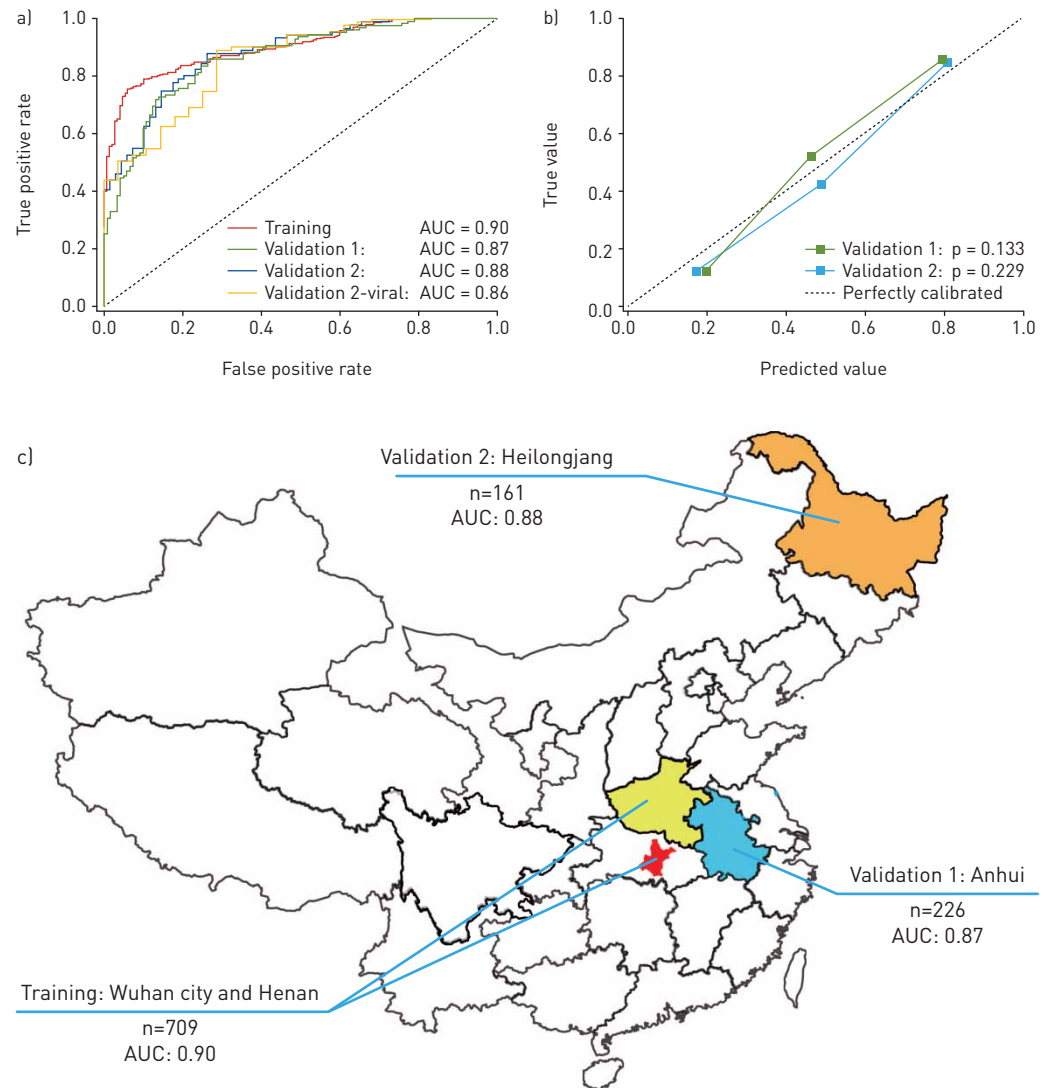 a)
1.0
0.8
0.6
0.4
0.2
0.0
True positive rate
0.0 0.2 0.4 0.6 0.8 1.0
False positive rate
Training AUC = 0.90
Validation 1: AUC = 0.87
Validation 2: AUC = 0.88
Validation 2-viral: AUC = 0.86
b)
1.0
0.8
0.6
0.4
0.2
0.0
True value
0.0 0.2 0.4 0.6 0.8 1.0
Predicted value
Validation 1: p = 0.133
Validation 2: p = 0.229
Perfectly calibrated
c)
Validation 2: Heilongjang
n=161
AUC: 0.88
Validation 1: Anhui
n=226
AUC: 0.87
Training: Wuhan city and Henan
n=709
AUC: 0.90